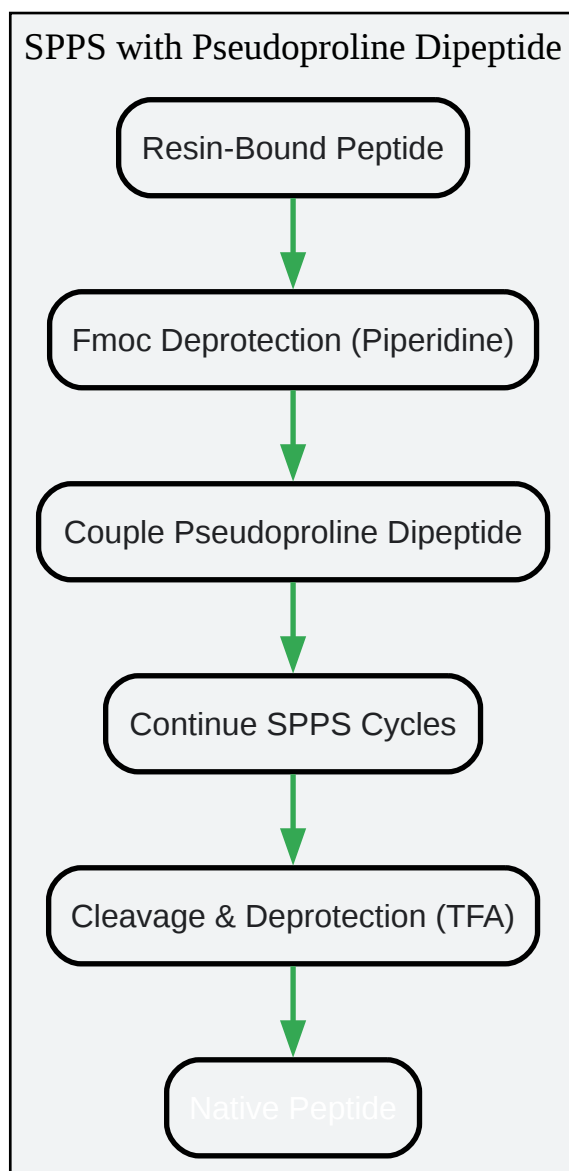 SPPS with Pseudoproline Dipeptide
Resin-Bound Peptide
Fmoc Deprotection (Piperidine)
Couple Pseudoproline Dipeptide
Continue SPPS Cycles
Cleavage & Deprotection (TFA)
Native Peptide